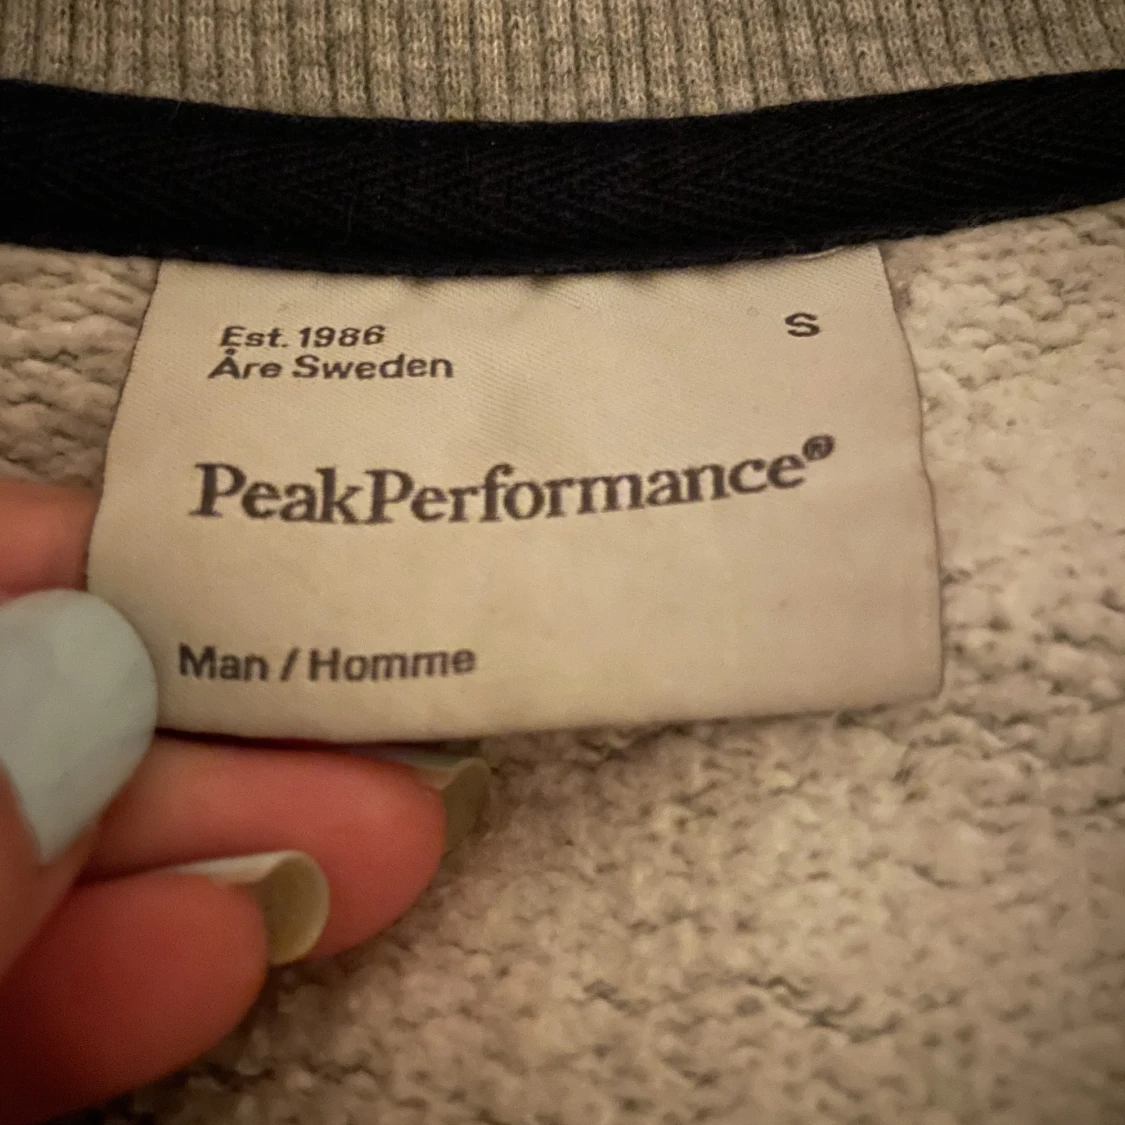 Est. 1986
Åre Sweden
S
PeakPerformance®
Man / Homme